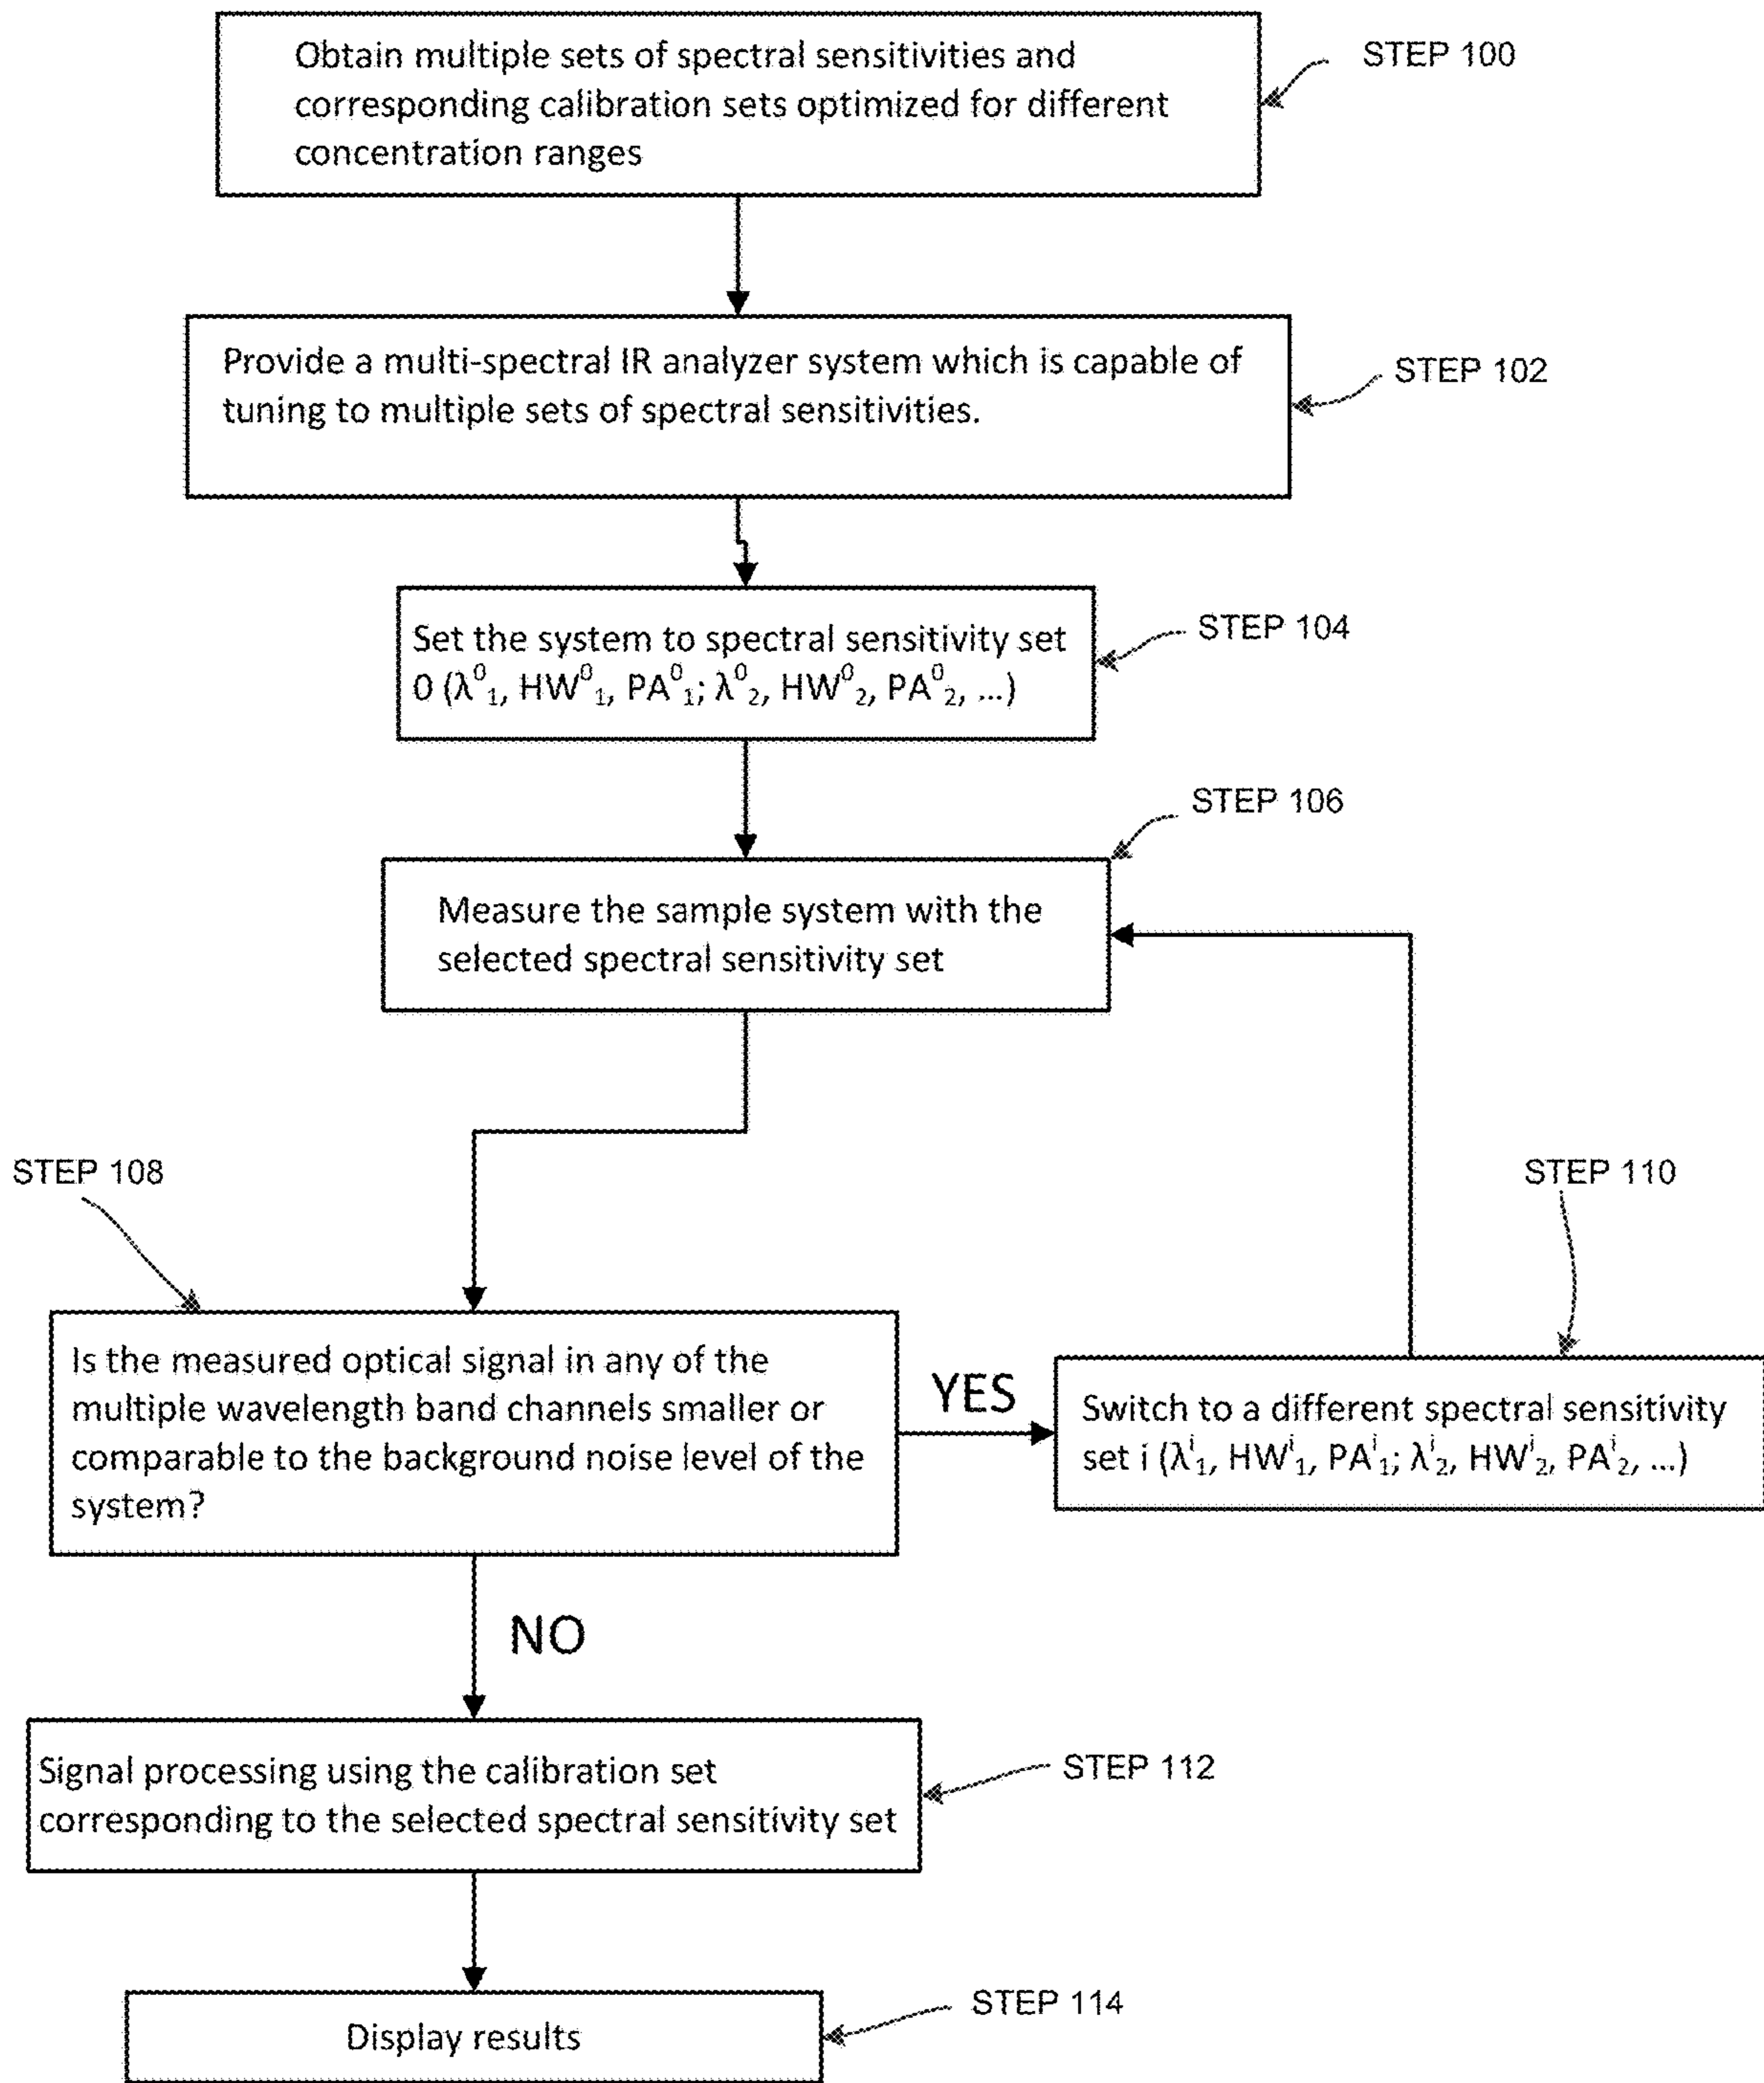 Obtain multiple sets of spectral sensitivities and
corresponding calibration sets optimized for different
concentration ranges
STEP 100
Provide a multi-spectral IR analyzer system which is capable of
tuning to multiple sets of spectral sensitivities.
STEP 102
Set the system to spectral sensitivity set
0 (λ⁰₁, HW⁰₁, PA⁰₁; λ⁰₂, HW⁰₂, PA⁰₂, ...)
STEP 104
STEP 106
Measure the sample system with the
selected spectral sensitivity set
STEP 108
Is the measured optical signal in any of the
multiple wavelength band channels smaller or
comparable to the background noise level of the
system?
YES
STEP 110
Switch to a different spectral sensitivity
set i (λⁱ₁, HWⁱ₁, PAⁱ₁; λⁱ₂, HWⁱ₂, PAⁱ₂, ...)
NO
Signal processing using the calibration set
corresponding to the selected spectral sensitivity set
STEP 112
Display results
STEP 114